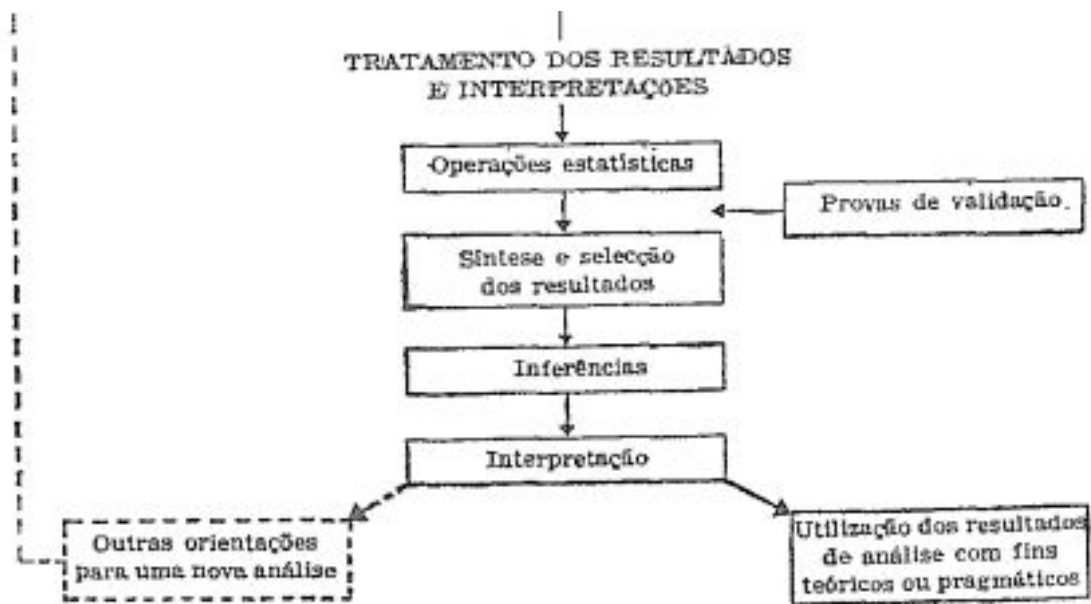 TRATAMENTO DOS RESULTADOS
E INTERPRETAÇÕES
Operações estatísticas
Provas de validação
Síntese e selecção
dos resultados
Inferências
Interpretação
Outras orientações
para uma nova análise
Utilização dos resultados
de análise com fins
teóricos ou pragmáticos